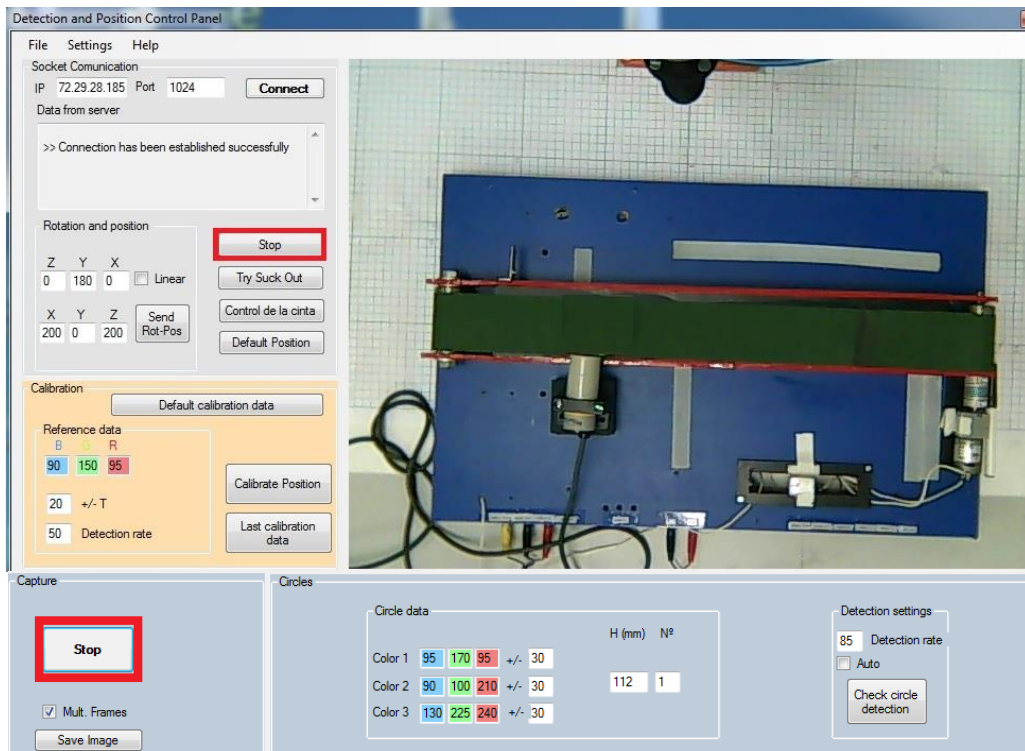 Detection and Position Control Panel
File Settings Help
Socket Comunication
IP 72.29.28.185 Port 1024 Connect
Data from server
>> Connection has been established successfully
Rotation and position
Z Y X
0 180 0 Linear
X Y Z
200 0 200 Send Rot-Pos
Stop
Try Suck Out
Control de la cinta
Default Position
Calibration
Default calibration data
Reference data
B G R
90 150 95
20 +/- T
50 Detection rate
Calibrate Position
Last calibration
data
Capture
Stop
Mult. Frames
Save Image
Circles
Circle data
H (mm) Nº
Color 1 95 170 95 +/- 30
Color 2 90 100 210 +/- 30
Color 3 130 225 240 +/- 30
112 1
Detection settings
85 Detection rate
Auto
Check circle
detection